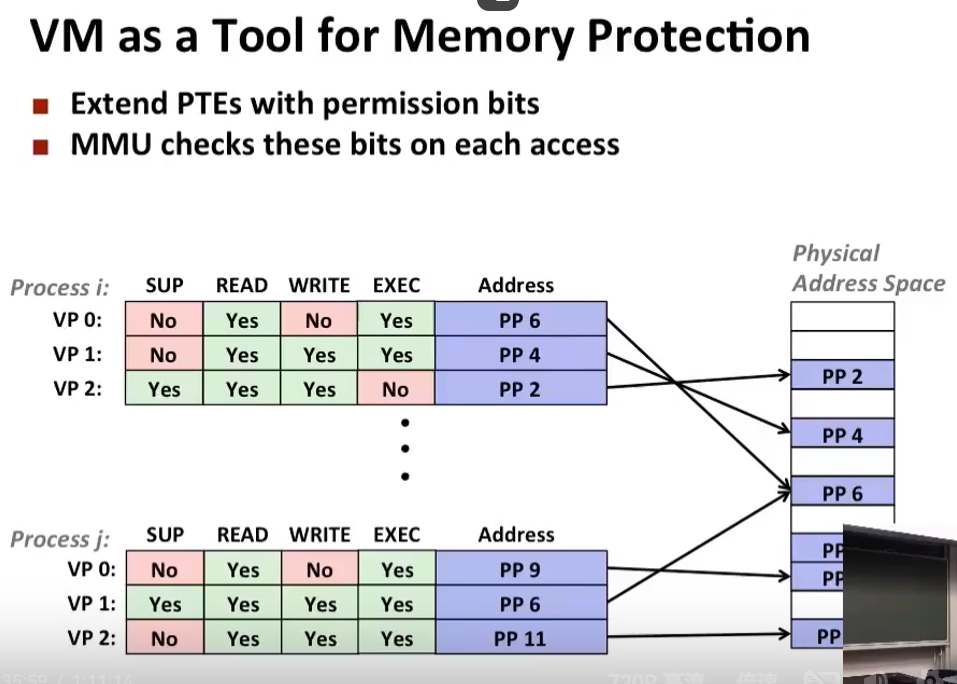 VM as a Tool for Memory Protection
Extend PTEs with permission bits
MMU checks these bits on each access
Physical
Address Space
Process i: SUP READ WRITE EXEC Address
VP 0: No Yes No Yes PP 6
VP 1: No Yes Yes Yes PP 4
VP 2: Yes Yes Yes No PP 2
PP 2
PP 4
PP 6
Process j: SUP READ WRITE EXEC Address
VP 0: No Yes No Yes PP 9
VP 1: Yes Yes Yes Yes PP 6
VP 2: No Yes Yes Yes PP 11
PP
PP
PP
35:59 / 1:11:14
720P 高清 倍速